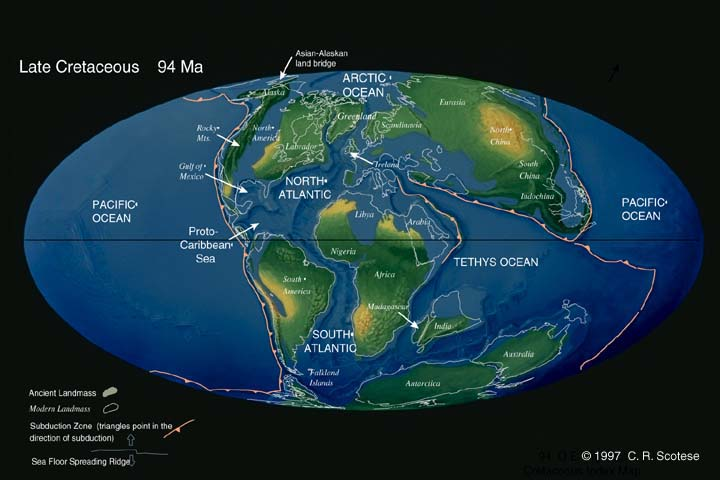 Asian-Alaskan
land bridge
Late Cretaceous 94 Ma
ARCTIC
OCEAN
Alaska
Eurasia
Greenland
Scandinavia
Rocky
Mts.
North
America
Labrador
North
China
Gulf of
Mexico
Ireland
South
China
NORTH
ATLANTIC
Indochina
PACIFIC
OCEAN
Libya
Arabia
PACIFIC
OCEAN
Proto-
Caribbean
Sea
Nigeria
TETHYS OCEAN
South
America
Africa
Madagascar
India
SOUTH
ATLANTIC
Australia
Falkland
Islands
Antarctica
Ancient Landmass
Modern Landmass
Subduction Zone (triangles point in the
direction of subduction)
Sea Floor Spreading Ridge
© 1997 C. R. Scotese
Cretaceous Index Map